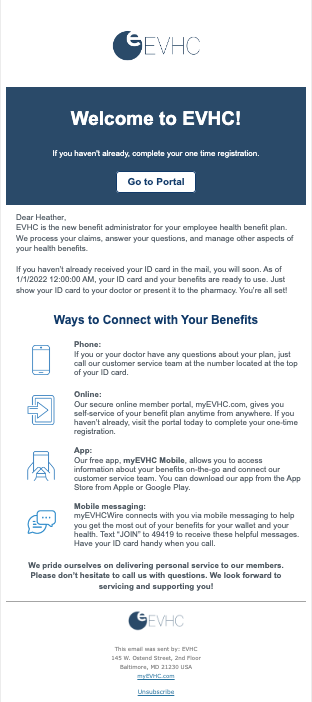 eEVHC
Welcome to EVHC!
If you haven't already, complete your one time registration.
Go to Portal
Dear Heather,
EVHC is the new benefit administrator for your employee health benefit plan.
We process your claims, answer your questions, and manage other aspects of
your health benefits.
If you haven't already received your ID card in the mail, you will soon. As of
1/1/2022 12:00:00 AM, your ID card and your benefits are ready to use. Just
show your ID card to your doctor or present it to the pharmacy. You're all set!
Ways to Connect with Your Benefits
Phone:
If you or your doctor have any questions about your plan, just
call our customer service team at the number located at the top
of your ID card.
Online:
Our secure online member portal, myEVHC.com, gives you
self-service of your benefit plan anytime from anywhere. If you
haven't already, visit the portal today to complete your one-time
registration.
App:
Our free app, myEVHC Mobile, allows you to access
information about your benefits on-the-go and connect our
customer service team. You can download our app from the App
Store from Apple or Google Play.
Mobile messaging:
myEVHCWire connects with you via mobile messaging to help
you get the most out of your benefits for your wallet and your
health. Text "JOIN" to 49419 to receive these helpful messages.
Have your ID card handy when you call.
We pride ourselves on delivering personal service to our members.
Please don't hesitate to call us with questions. We look forward to
servicing and supporting you!
eEVHC
This email was sent by: EVHC
145 W. Ostend Street, 2nd Floor
Baltimore, MD 21230 USA
myEVHC.com
Unsubscribe